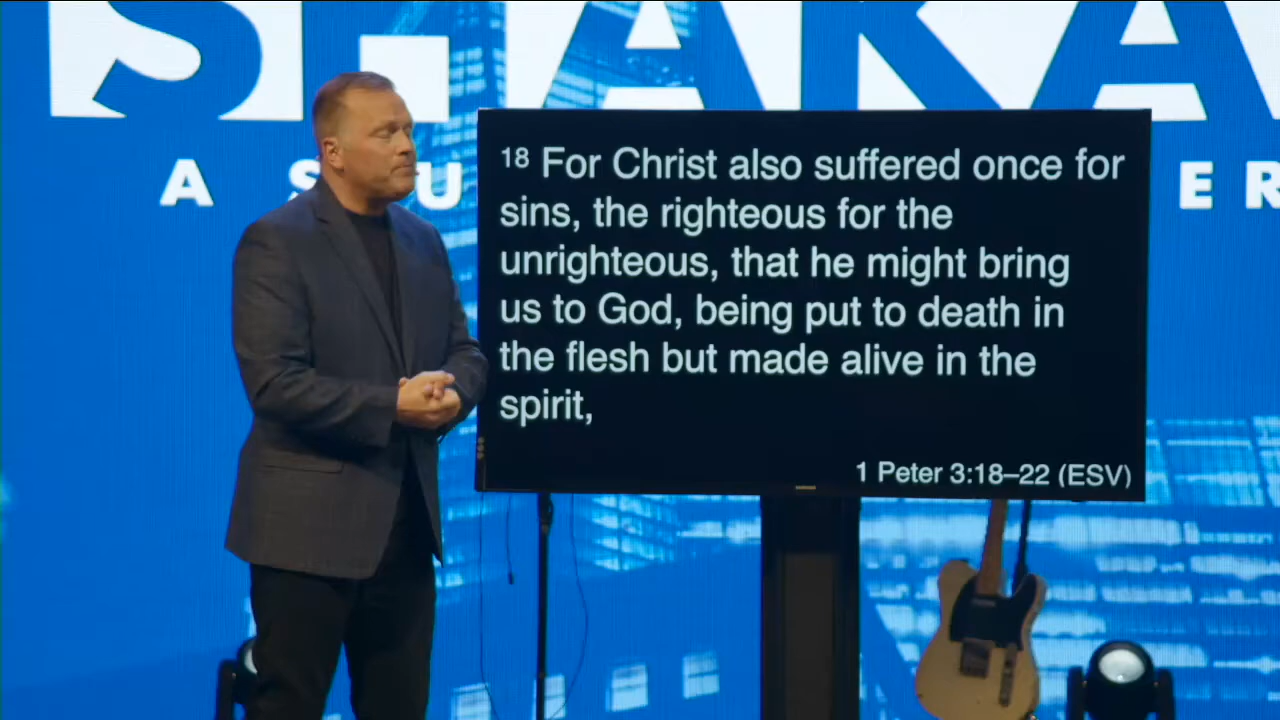 A
ER
18 For Christ also suffered once for
sins, the righteous for the
unrighteous, that he might bring
us to God, being put to death in
the flesh but made alive in the
spirit,
1 Peter 3:18–22 (ESV)